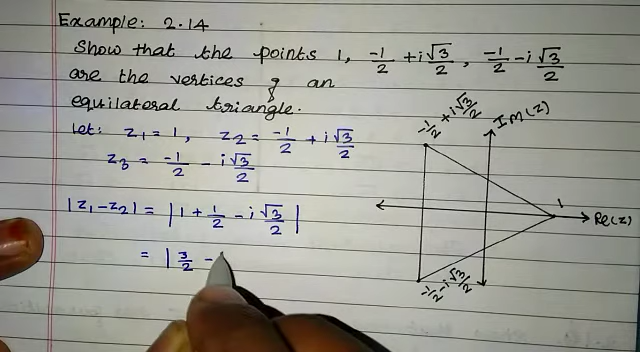 Example: 2.14
Show that the points 1, -1/2 + i√3/2, -1/2 - i√3/2
are the vertices of an
equilateral triangle.
Let: z₁ = 1, z₂ = -1/2 + i√3/2
z₃ = -1/2 - i√3/2
|z₁-z₂| = |1 + 1/2 - i√3/2|
= |3/2 -
-1/2 + i√3/2
Im(z)
1
Re(z)
-1/2 - i√3/2